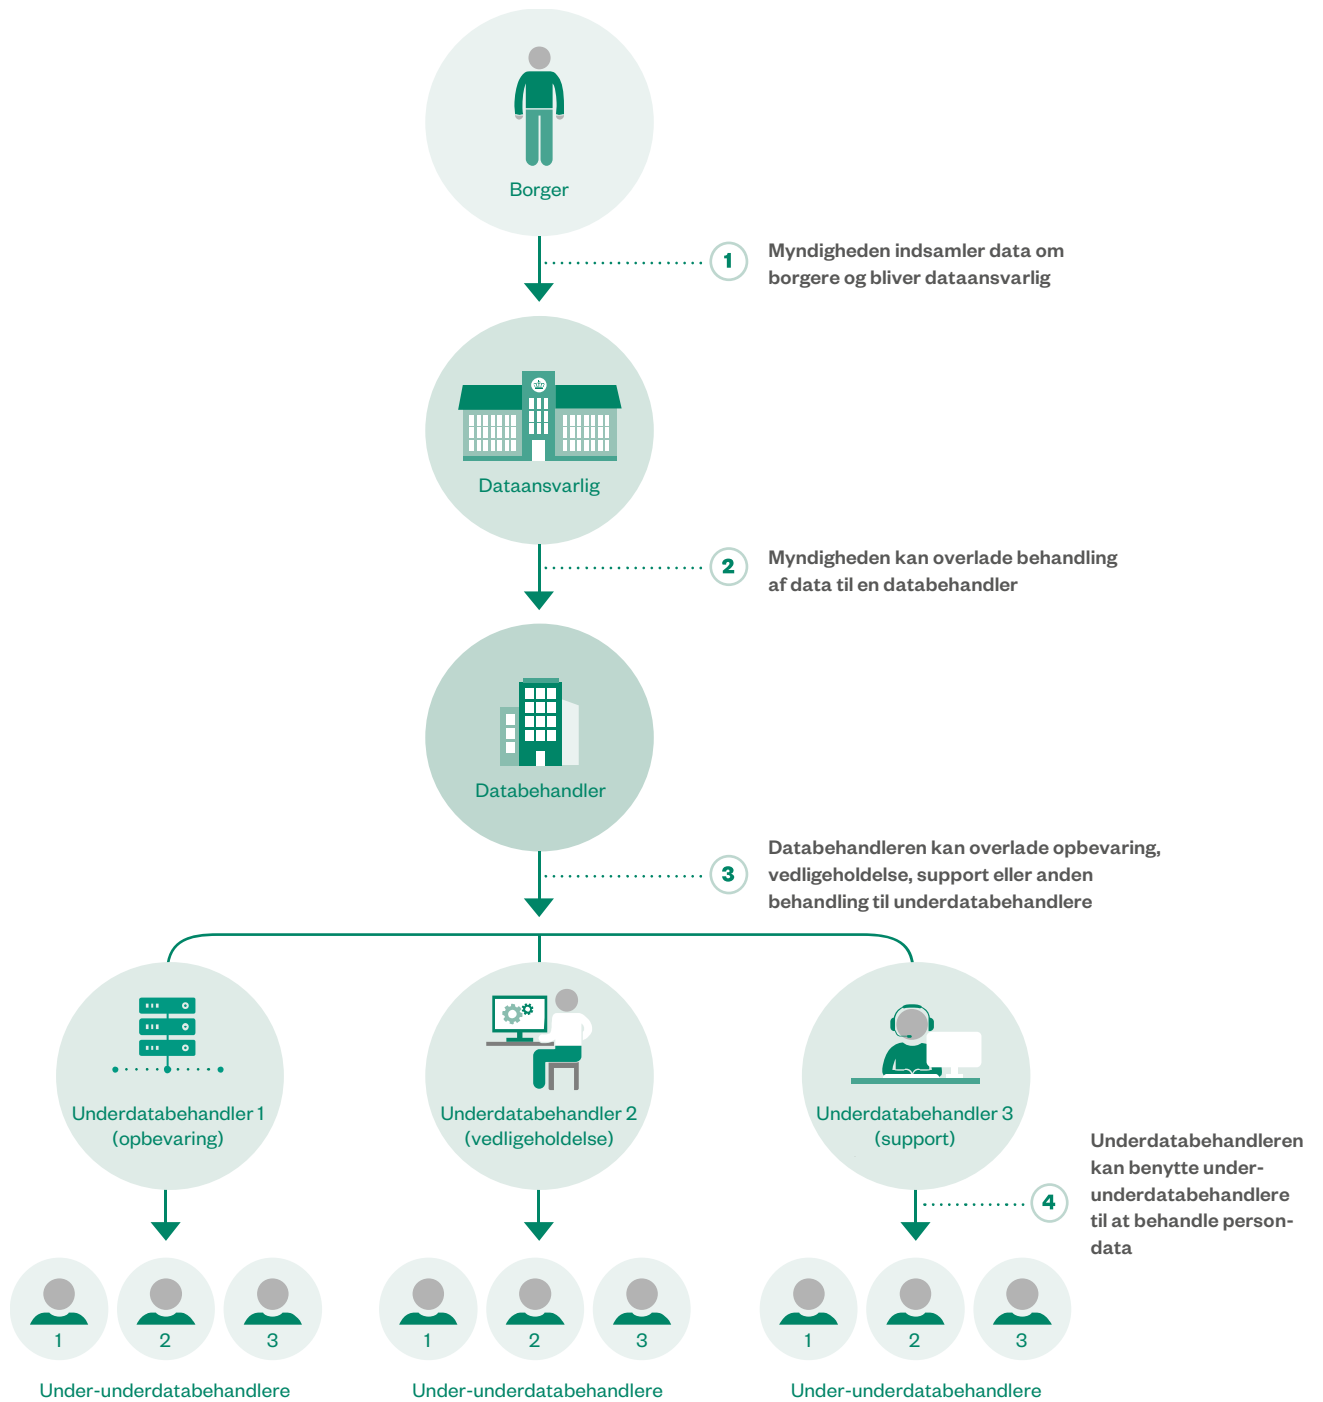 Borger
1
Myndigheden indsamler data om
borgere og bliver dataansvarlig
Dataansvarlig
2
Myndigheden kan overlade behandling
af data til en databehandler
Databehandler
3
Databehandleren kan overlade opbevaring,
vedligeholdelse, support eller anden
behandling til underdatabehandlere
Underdatabehandler 1
(opbevaring)
Underdatabehandler 2
(vedligeholdelse)
Underdatabehandler 3
(support)
4
Underdatabehandleren
kan benytte under-
underdatabehandlere
til at behandle person-
data
1 2 3
1 2 3
1 2 3
Under-underdatabehandlere
Under-underdatabehandlere
Under-underdatabehandlere